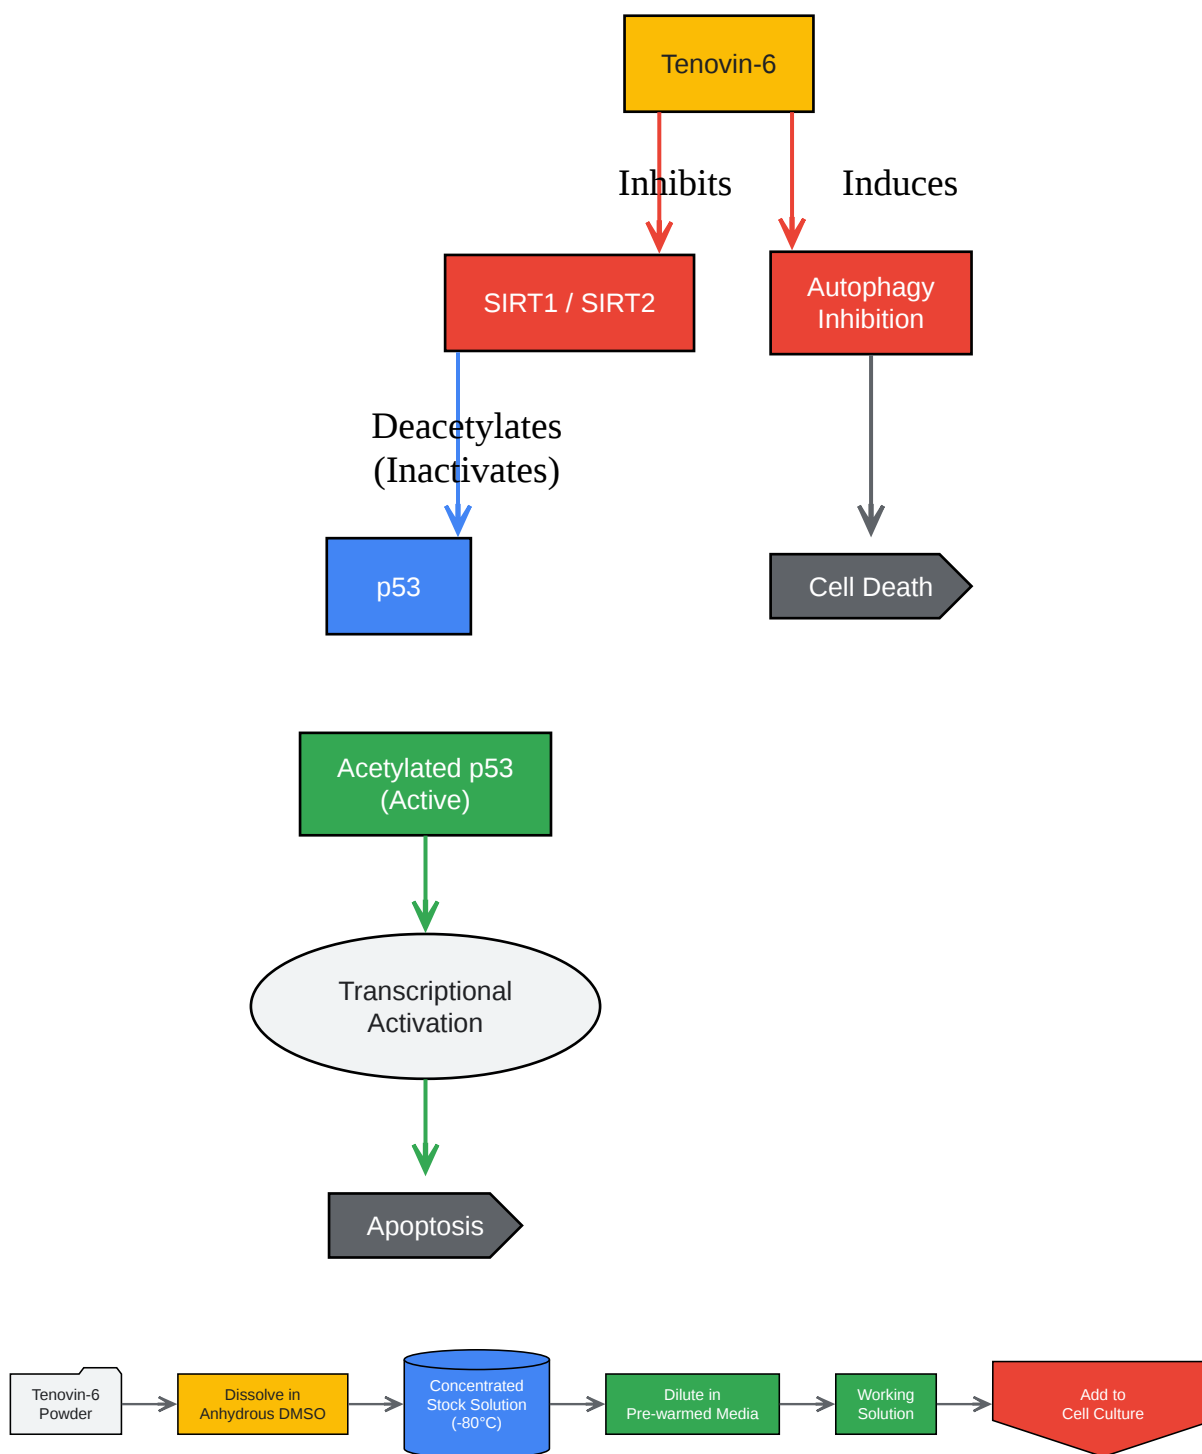 Tenovin-6
Inhibits
Induces
SIRT1 / SIRT2
Autophagy
Inhibition
Deacetylates
(Inactivates)
p53
Cell Death
Acetylated p53
(Active)
Transcriptional
Activation
Apoptosis
Tenovin-6
Powder
Dissolve in
Anhydrous DMSO
Concentrated
Stock Solution
(-80°C)
Dilute in
Pre-warmed Media
Working
Solution
Add to
Cell Culture